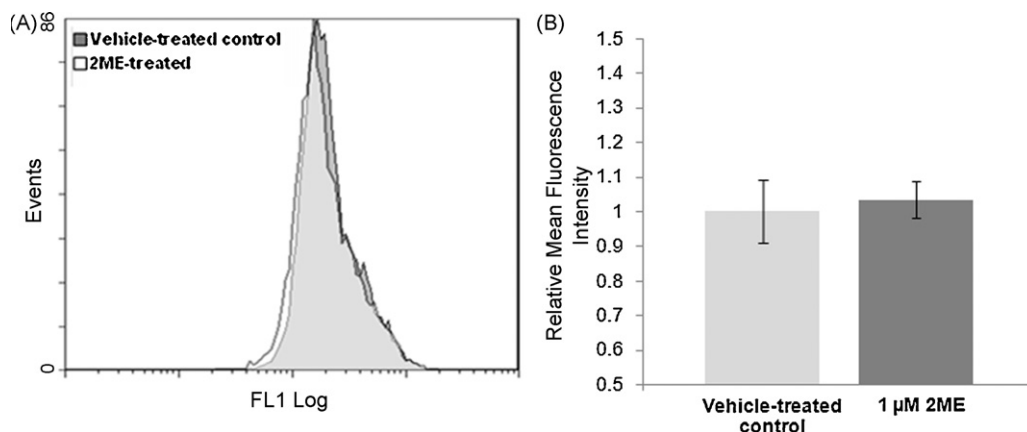 (A)
86
Vehicle-treated control
2ME-treated
Events
0
FL1 Log
(B)
Relative Mean Fluorescence
Intensity
1.5
1.4
1.3
1.2
1.1
1
0.9
0.8
0.7
0.6
0.5
Vehicle-treated
control
1 µM 2ME